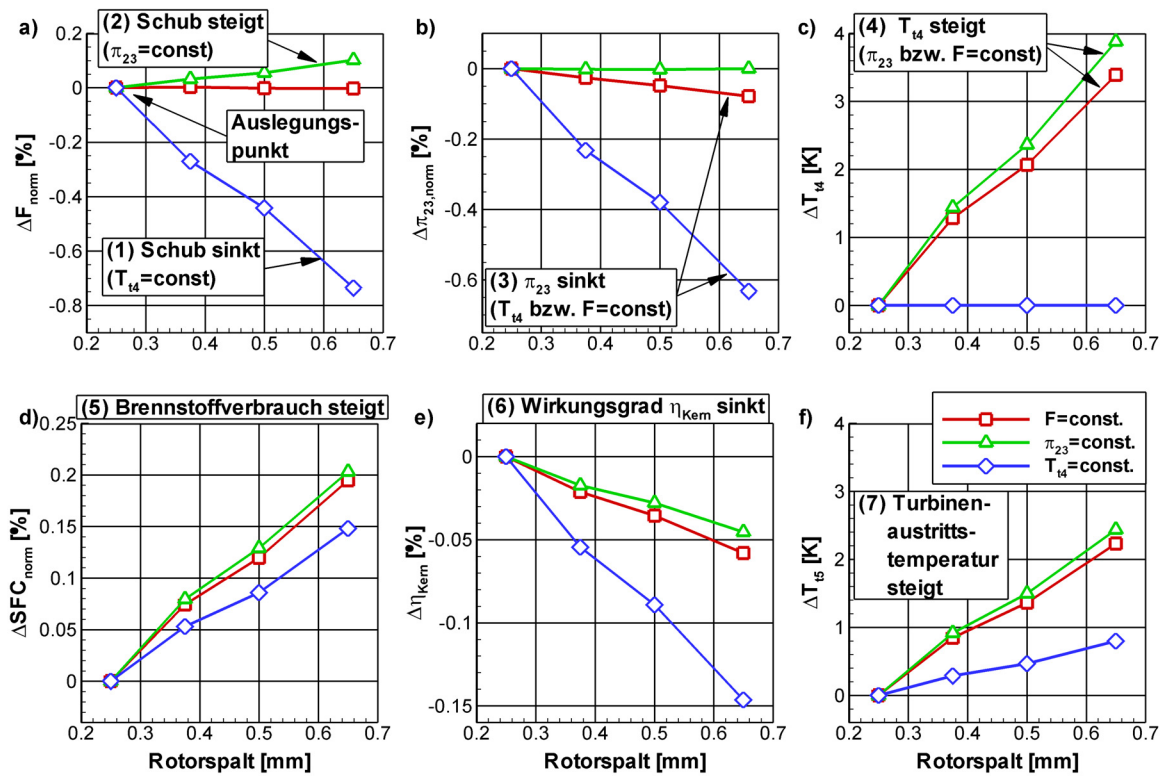 a)
(2) Schub steigt
(π23=const)
Auslegungs-
punkt
(1) Schub sinkt
(Tt4=const)
ΔFnorm [%]
0.2
0
-0.2
-0.4
-0.6
-0.8
0.2 0.3 0.4 0.5 0.6 0.7
b)
Δπ23,norm [%]
0
-0.2
-0.4
-0.6
(3) π23 sinkt
(Tt4 bzw. F=const)
0.2 0.3 0.4 0.5 0.6 0.7
c)
(4) Tt4 steigt
(π23 bzw. F=const)
ΔTt4 [K]
4
3
2
1
0
0.2 0.3 0.4 0.5 0.6 0.7
d)
(5) Brennstoffverbrauch steigt
ΔSFCnorm [%]
0.25
0.2
0.15
0.1
0.05
0
0.2 0.3 0.4 0.5 0.6 0.7
Rotorspalt [mm]
e)
(6) Wirkungsgrad ηKern sinkt
ΔηKern [%]
0
-0.05
-0.1
-0.15
0.2 0.3 0.4 0.5 0.6 0.7
Rotorspalt [mm]
f)
F=const.
π23=const.
Tt4=const.
(7) Turbinen-
austritts-
temperatur
steigt
ΔTt5 [K]
4
3
2
1
0
0.2 0.3 0.4 0.5 0.6 0.7
Rotorspalt [mm]